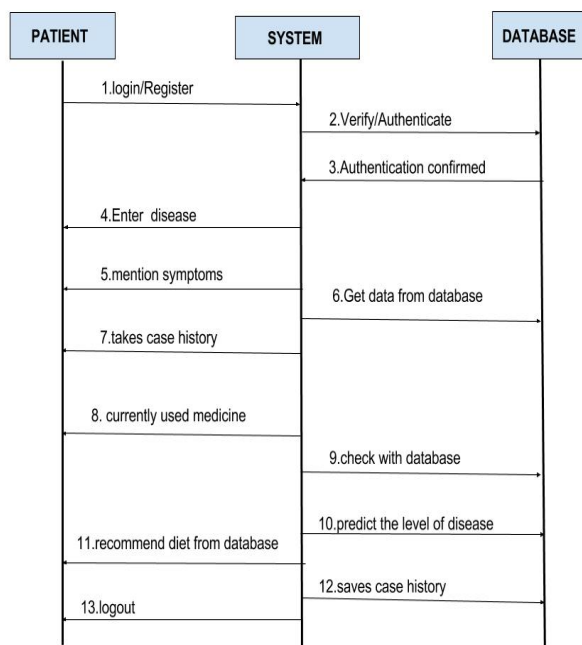 PATIENT
SYSTEM
DATABASE
1.login/Register
2.Verify/Authenticate
3.Authentication confirmed
4.Enter disease
5.mention symptoms
6.Get data from database
7.takes case history
8. currently used medicine
9.check with database
10.predict the level of disease
11.recommend diet from database
12.saves case history
13.logout